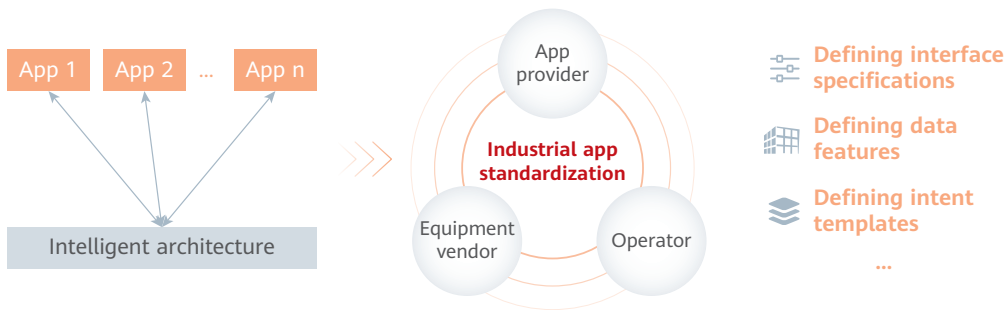 App 1
App 2
...
App n
Intelligent architecture
App
provider
Industrial app
standardization
Equipment
vendor
Operator
Defining interface
specifications
Defining data
features
Defining intent
templates
...